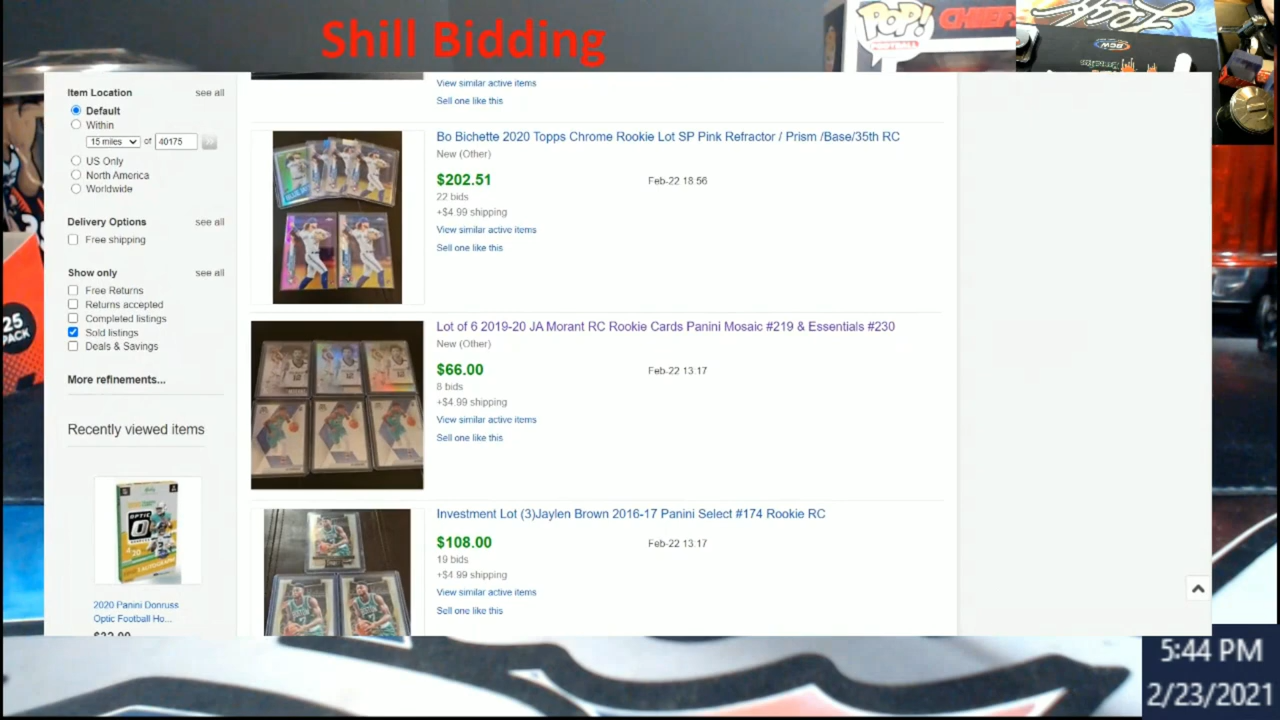 Shill Bidding
POP!
CHIEFS
Item Location see all
Default
Within
15 miles of 40175
US Only
North America
Worldwide
Delivery Options see all
Free shipping
Show only see all
Free Returns
Returns accepted
Completed listings
Sold listings
Deals & Savings
More refinements...
Recently viewed items
OPTIC
2020 Panini Donruss
Optic Football Ho...
$32.00
View similar active items
Sell one like this
Bo Bichette 2020 Topps Chrome Rookie Lot SP Pink Refractor / Prism /Base/35th RC
New (Other)
$202.51 Feb-22 18:56
22 bids
+$4.99 shipping
View similar active items
Sell one like this
Lot of 6 2019-20 JA Morant RC Rookie Cards Panini Mosaic #219 & Essentials #230
New (Other)
$66.00 Feb-22 13:17
8 bids
+$4.99 shipping
View similar active items
Sell one like this
Investment Lot (3)Jaylen Brown 2016-17 Panini Select #174 Rookie RC
$108.00 Feb-22 13:17
19 bids
+$4.99 shipping
View similar active items
Sell one like this
25
PACK
5:44 PM
2/23/2021